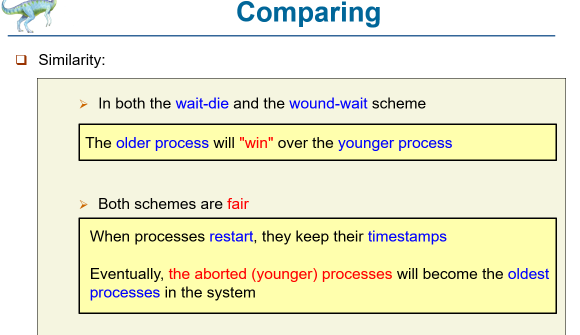 Comparing
Similarity:
In both the wait-die and the wound-wait scheme
The older process will "win" over the younger process
Both schemes are fair
When processes restart, they keep their timestamps
Eventually, the aborted (younger) processes will become the oldest
processes in the system